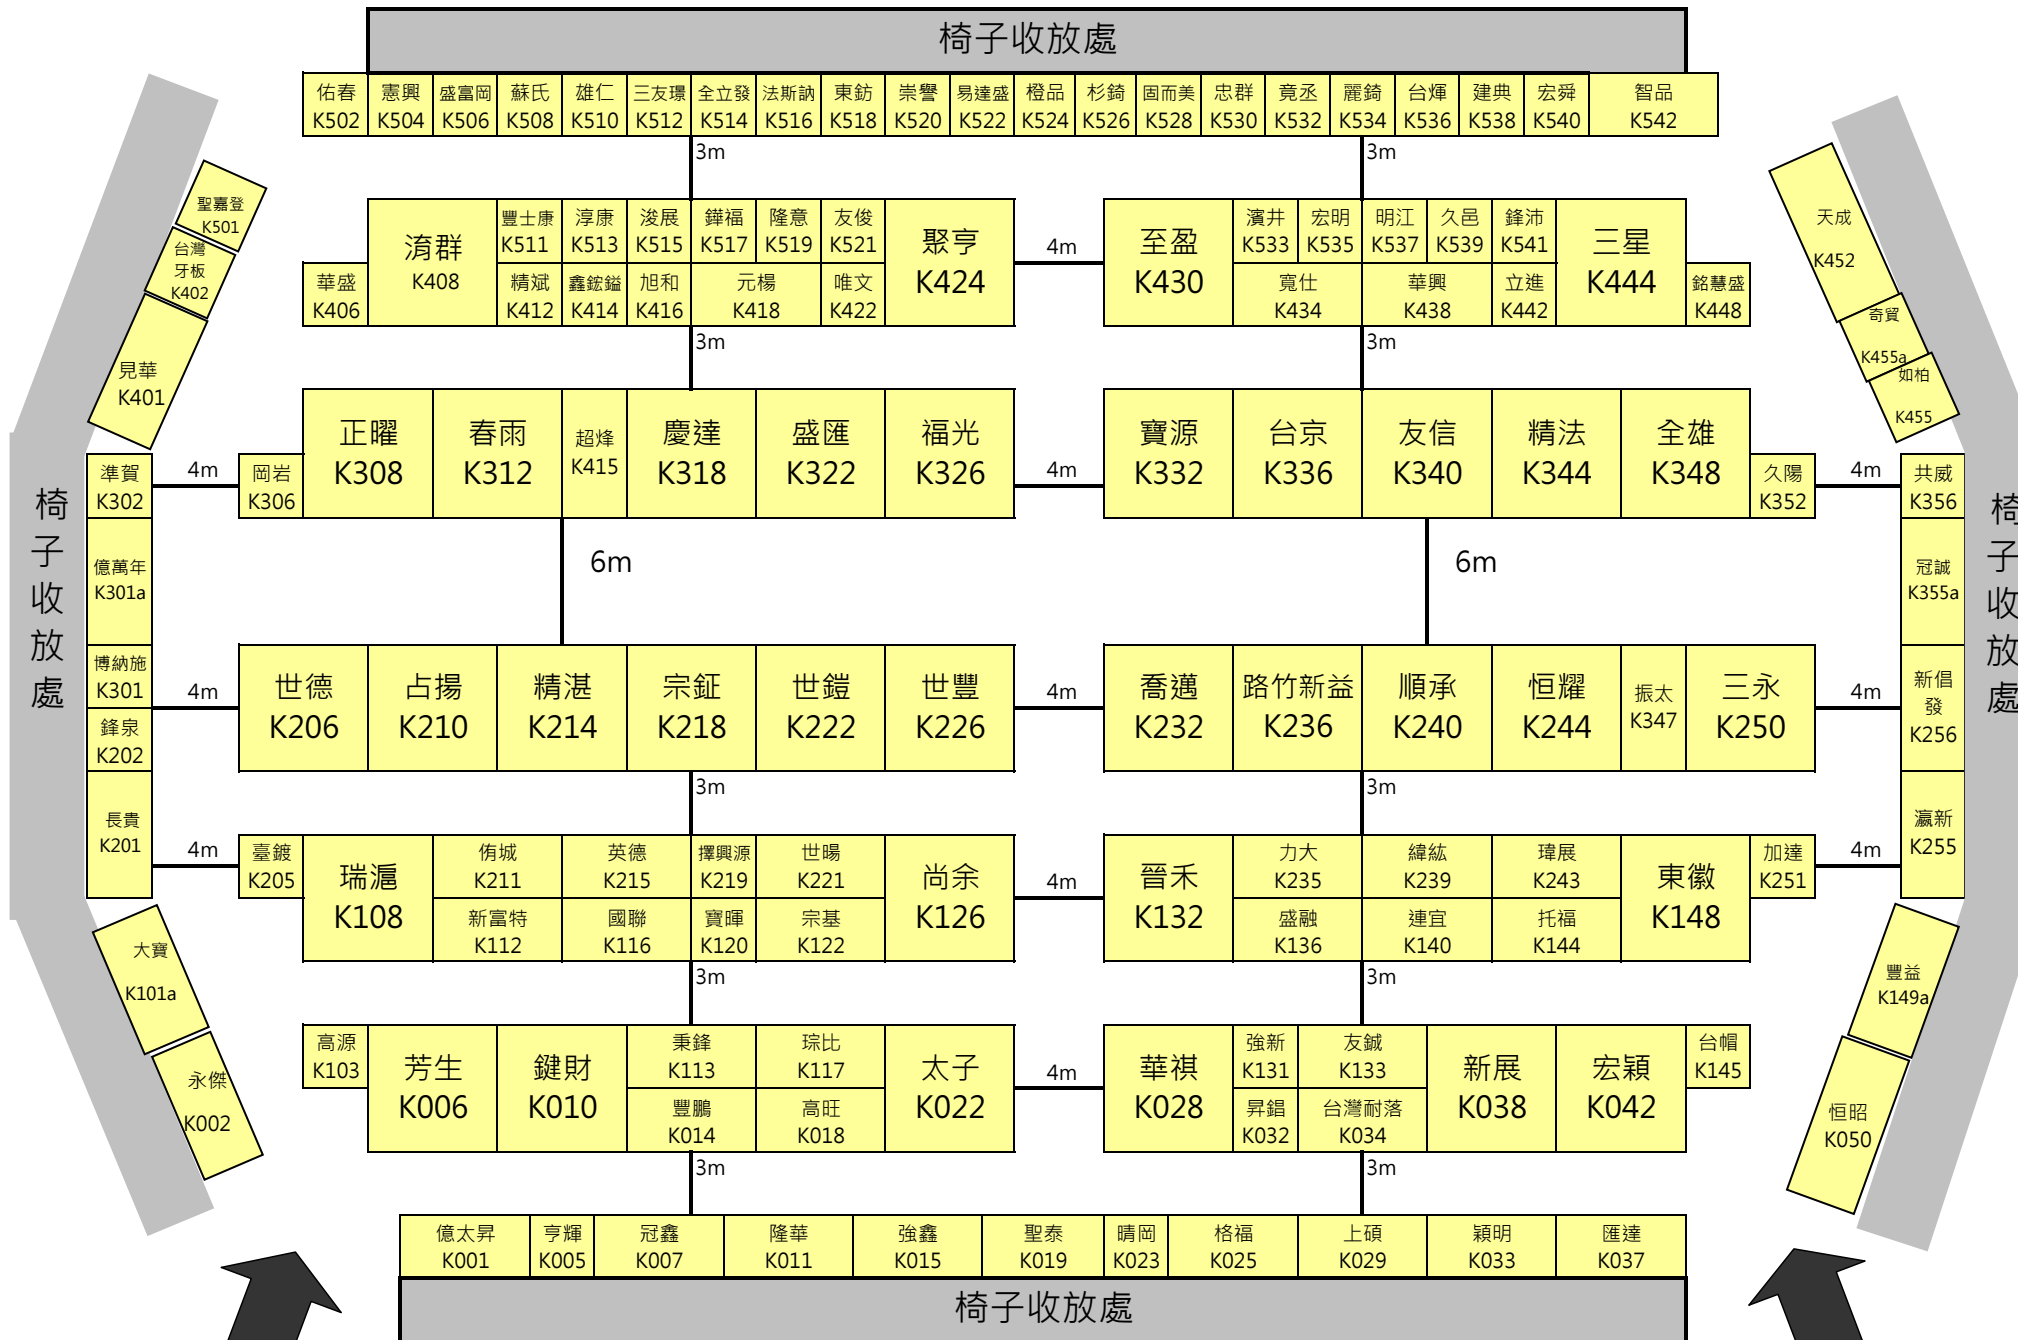 椅子收放處
佑春
K502
憲興
K504
盛富岡
K506
蘇氏
K508
雄仁
K510
三友環
K512
全立發
K514
法斯訥
K516
東鈁
K518
崇譽
K520
易達盛
K522
橙品
K524
杉錡
K526
固而美
K528
忠群
K530
竟丞
K532
麗錡
K534
台煇
K536
建典
K538
宏舜
K540
智品
K542
3m
3m
聖嘉登
K501
台灣
牙板
K402
見華
K401
華盛
K406
淯群
K408
豐士康
K511
淳康
K513
浚展
K515
鏵福
K517
隆意
K519
友俊
K521
精斌
K412
鑫鋐鎰
K414
旭和
K416
元楊
K418
唯文
K422
聚亨
K424
4m
至盈
K430
濱井
K533
宏明
K535
明江
K537
久邑
K539
鋒沛
K541
寬仕
K434
華興
K438
立進
K442
三星
K444
銘慧盛
K448
天成
K452
奇貿
K455a
如柏
K455
3m
3m
椅子收放處
準賀
K302
4m
岡岩
K306
正曜
K308
春雨
K312
超烽
K415
慶達
K318
盛匯
K322
福光
K326
4m
寶源
K332
台京
K336
友信
K340
精法
K344
全雄
K348
久陽
K352
4m
共威
K356
椅子收放處
億萬年
K301a
6m
6m
冠誠
K355a
博納施
K301
鋒泉
K202
4m
世德
K206
占揚
K210
精湛
K214
宗鉦
K218
世鎧
K222
世豐
K226
4m
喬邁
K232
路竹新益
K236
順承
K240
恒耀
K244
振太
K347
三永
K250
4m
新倡
發
K256
3m
3m
長貴
K201
4m
臺鍍
K205
瑞滬
K108
侑城
K211
英德
K215
擇興源
K219
世暘
K221
新富特
K112
國聯
K116
寶暉
K120
宗基
K122
尚余
K126
4m
晉禾
K132
力大
K235
緯紘
K239
瑋展
K243
盛融
K136
連宜
K140
托福
K144
東徽
K148
加達
K251
4m
瀛新
K255
3m
3m
大寶
K101a
永傑
K002
高源
K103
芳生
K006
鍵財
K010
秉鋒
K113
琮比
K117
豐鵬
K014
高旺
K018
太子
K022
4m
華祺
K028
強新
K131
友鋮
K133
昇錩
K032
台灣耐落
K034
新展
K038
宏穎
K042
台帽
K145
豐益
K149a
恒昭
K050
3m
3m
億太昇
K001
亨輝
K005
冠鑫
K007
隆華
K011
強鑫
K015
聖泰
K019
晴岡
K023
格福
K025
上碩
K029
穎明
K033
匯達
K037
椅子收放處